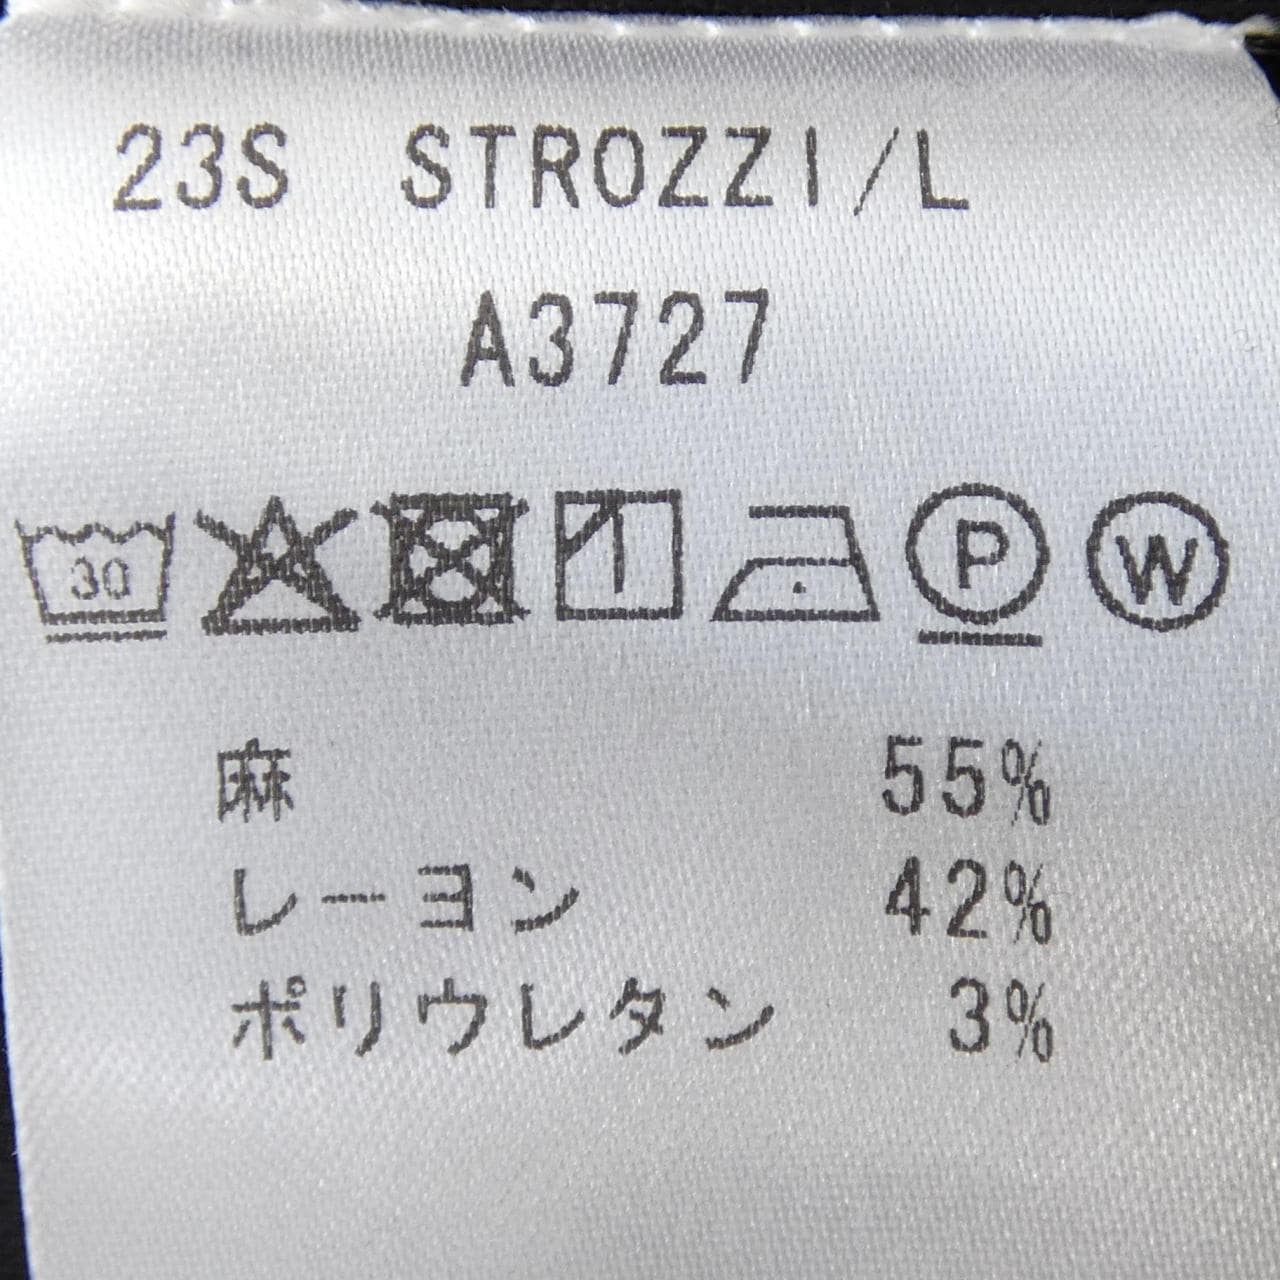 23S STROZZI/L
A3727
30 P W
麻 55%
レーヨン 42%
ポリウレタン 3%